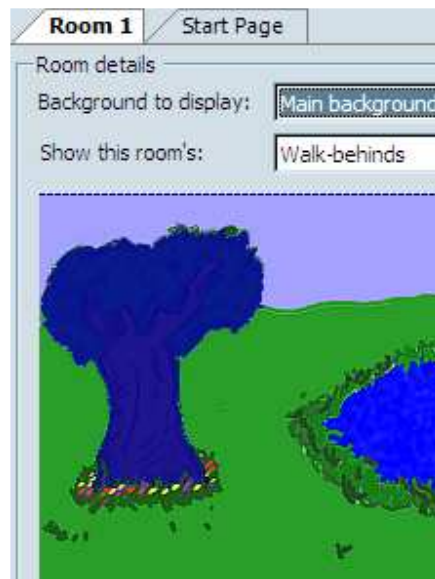 Room 1
Start Page
Room details
Background to display: Main background
Show this room's: Walk-behinds